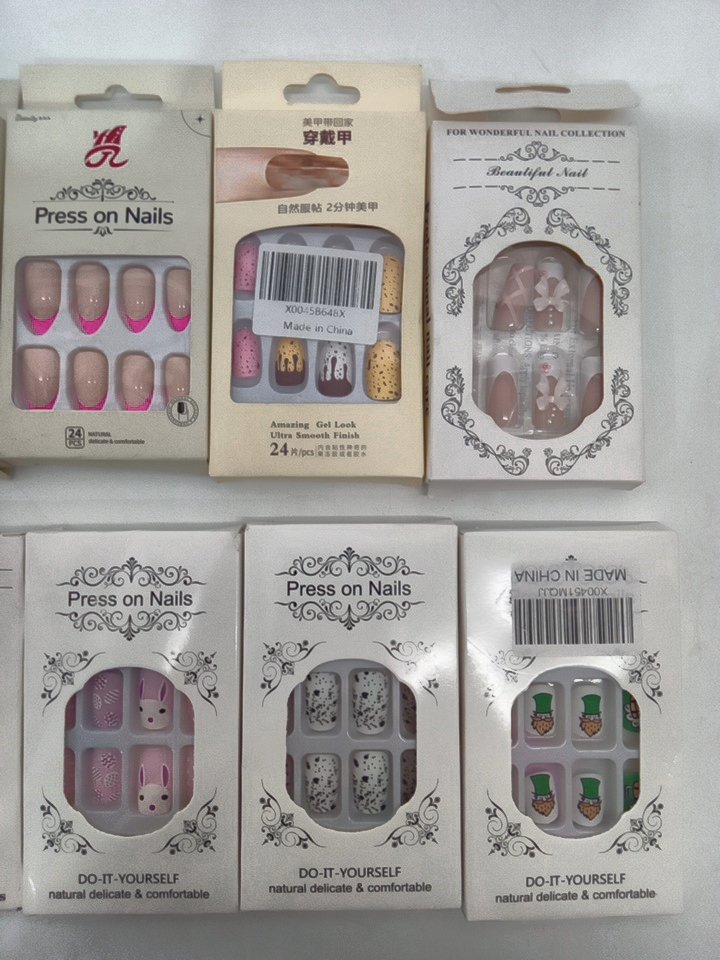 Press on Nails
24
PCS
NATURAL
delicate & comfortable
美甲带回家
穿戴甲
自然服帖 2分钟美甲
X0045B648X
Made in China
Amazing Gel Look
Ultra Smooth Finish
24片/pcs
FOR WONDERFUL NAIL COLLECTION
Beautiful Nail
Press on Nails
DO-IT-YOURSELF
natural delicate & comfortable
Press on Nails
DO-IT-YOURSELF
natural delicate & comfortable
MADE IN CHINA
X00451MQJJ
DO-IT-YOURSELF
natural delicate & comfortable